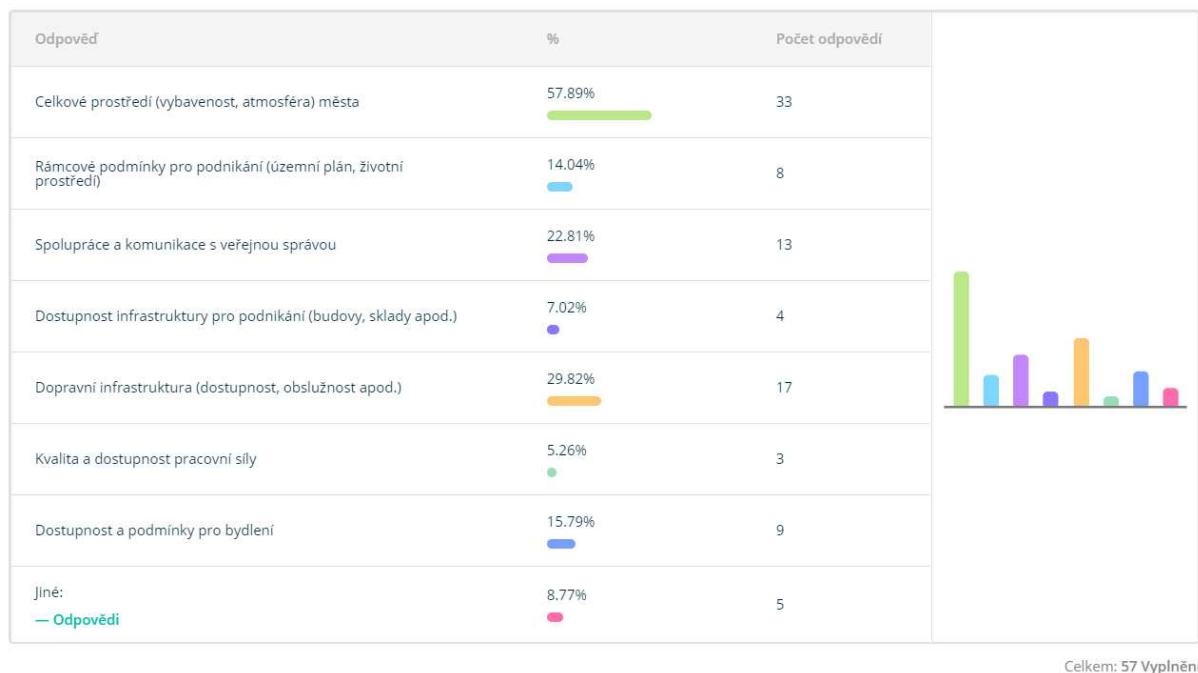 Odpověď % Počet odpovědí
Celkové prostředí (vybavenost, atmosféra) města 57.89% 33
Rámcové podmínky pro podnikání (územní plán, životní
prostředí) 14.04% 8
Spolupráce a komunikace s veřejnou správou 22.81% 13
Dostupnost infrastruktury pro podnikání (budovy, sklady apod.) 7.02% 4
Dopravní infrastruktura (dostupnost, obslužnost apod.) 29.82% 17
Kvalita a dostupnost pracovní síly 5.26% 3
Dostupnost a podmínky pro bydlení 15.79% 9
Jiné: 8.77% 5
— Odpovědi
Celkem: 57 Vyplnění